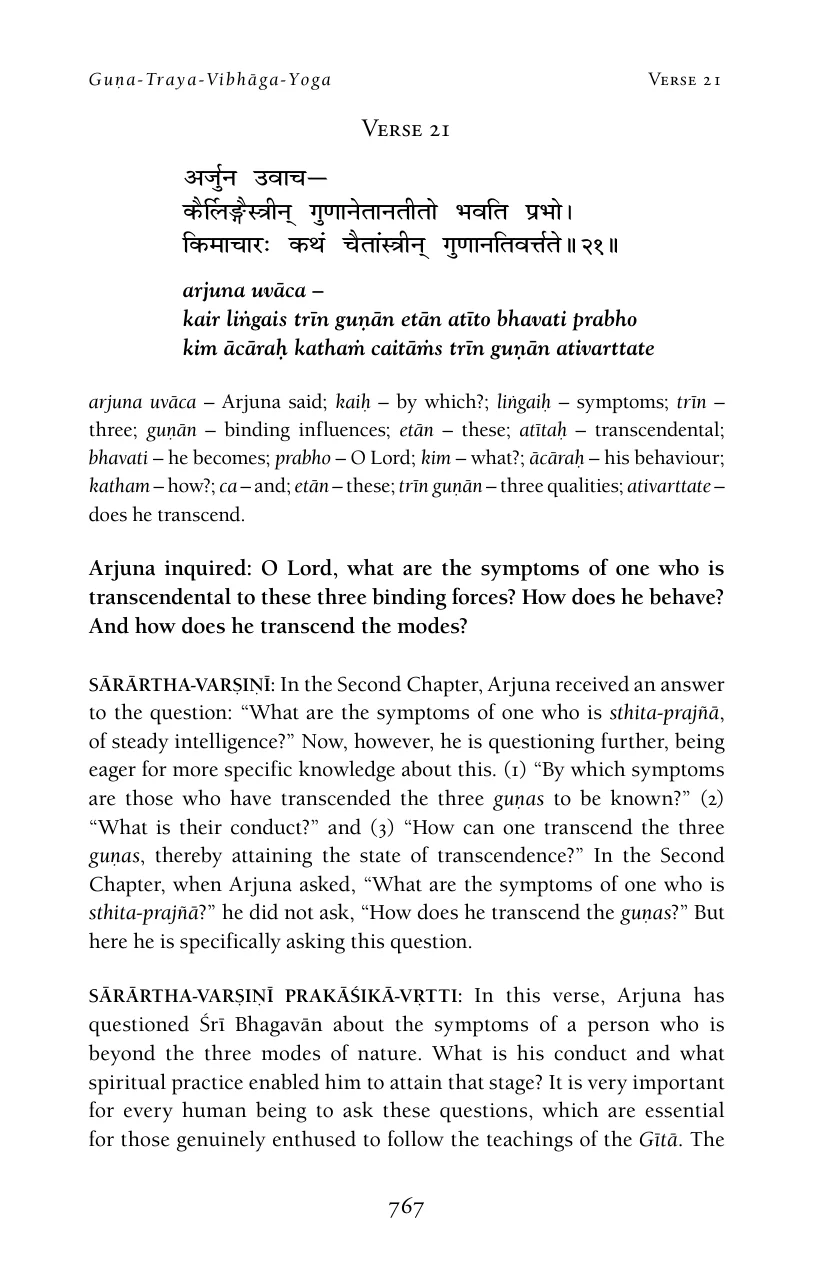 Guṇa-Traya-Vibhāga-Yoga Verse 21
Verse 21
अर्जुन उवाच—
कैर्लिङ्गैस्त्रीन् गुणानेतानतीतो भवति प्रभो।
किमाचारः कथं चैतांस्त्रीन् गुणानतिवर्त्तते॥२१॥
arjuna uvāca –
kair liṅgais trīn guṇān etān atīto bhavati prabho
kim ācāraḥ kathaṁ caitāṁs trīn guṇān ativarttate
arjuna uvāca – Arjuna said; kaiḥ – by which?; liṅgaiḥ – symptoms; trīn –
three; guṇān – binding influences; etān – these; atītaḥ – transcendental;
bhavati – he becomes; prabho – O Lord; kim – what?; ācāraḥ – his behaviour;
katham – how?; ca – and; etān – these; trīn guṇān – three qualities; ativarttate –
does he transcend.
Arjuna inquired: O Lord, what are the symptoms of one who is
transcendental to these three binding forces? How does he behave?
And how does he transcend the modes?
SĀRĀRTHA-VARṢIṆĪ: In the Second Chapter, Arjuna received an answer
to the question: “What are the symptoms of one who is sthita-prajñā,
of steady intelligence?” Now, however, he is questioning further, being
eager for more specific knowledge about this. (1) “By which symptoms
are those who have transcended the three guṇas to be known?” (2)
“What is their conduct?” and (3) “How can one transcend the three
guṇas, thereby attaining the state of transcendence?” In the Second
Chapter, when Arjuna asked, “What are the symptoms of one who is
sthita-prajñā?” he did not ask, “How does he transcend the guṇas?” But
here he is specifically asking this question.
SĀRĀRTHA-VARṢIṆĪ PRAKĀŚIKĀ-VṚTTI: In this verse, Arjuna has
questioned Śrī Bhagavān about the symptoms of a person who is
beyond the three modes of nature. What is his conduct and what
spiritual practice enabled him to attain that stage? It is very important
for every human being to ask these questions, which are essential
for those genuinely enthused to follow the teachings of the Gītā. The
767